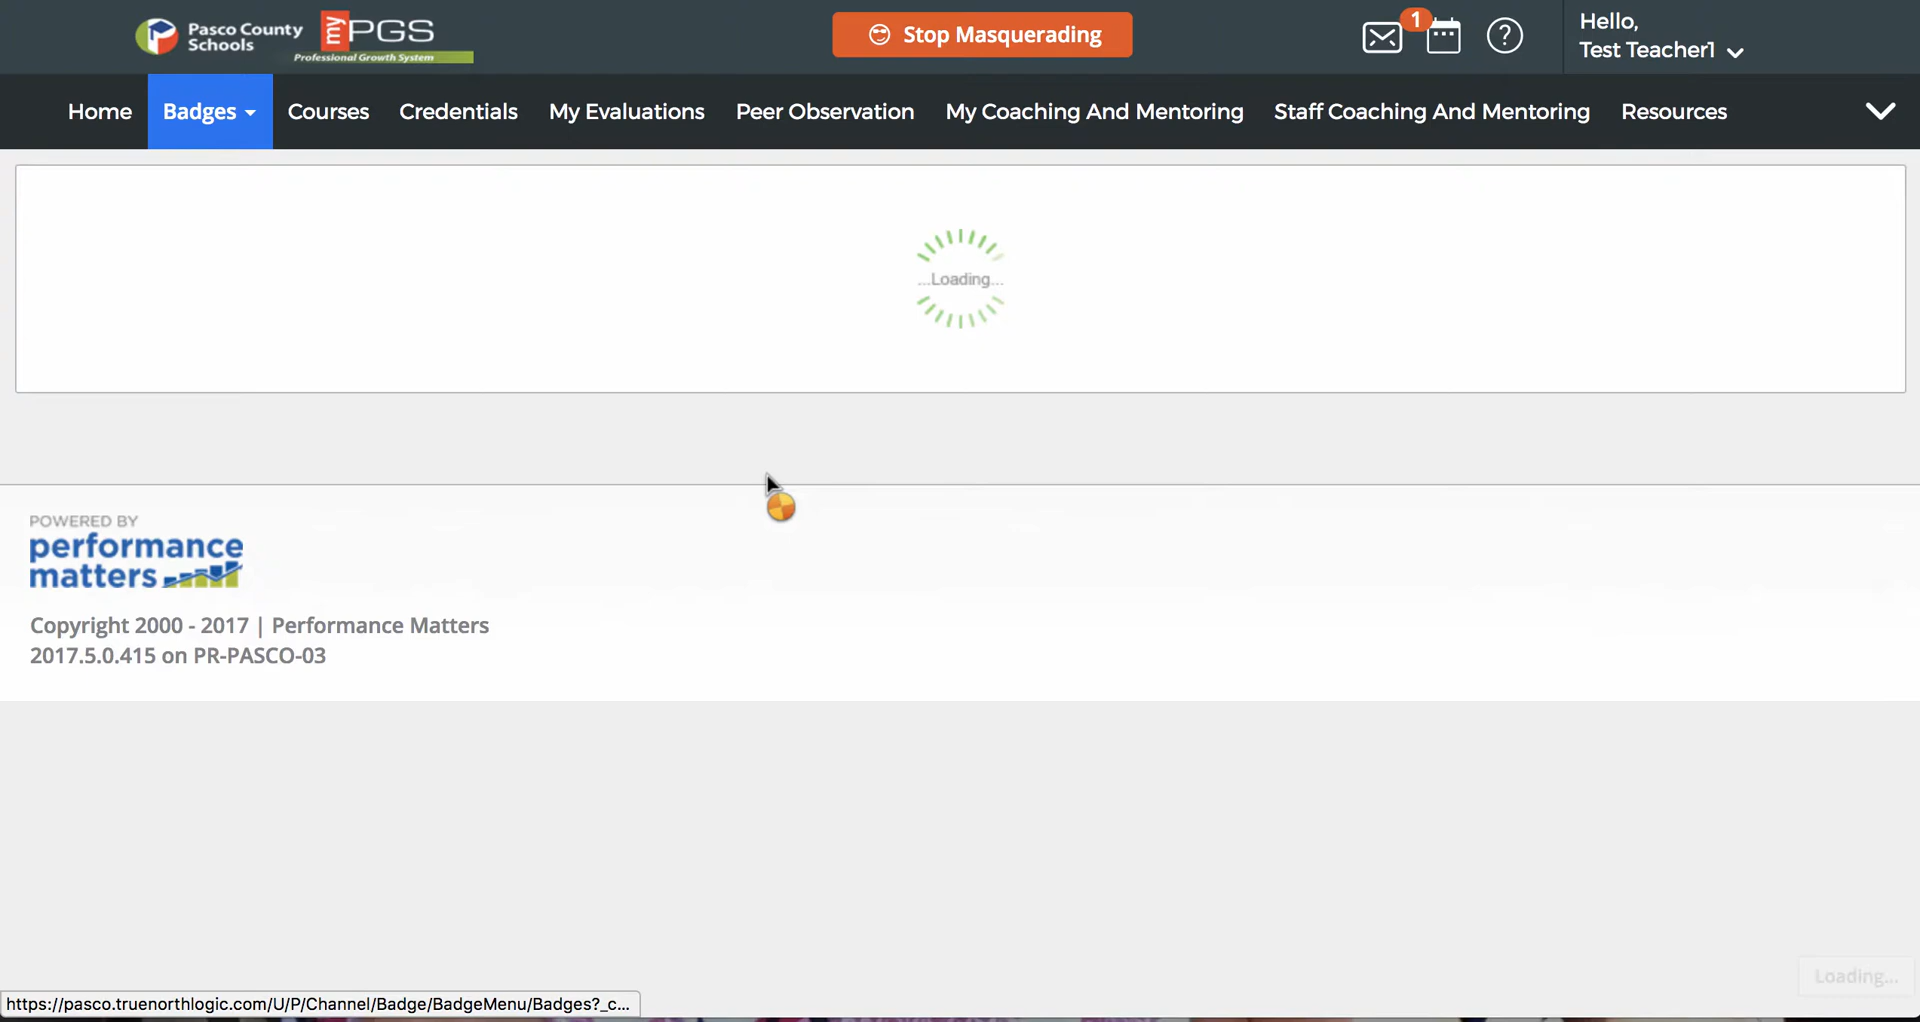 Pasco County
Schools
myPGS
Professional Growth System
Stop Masquerading
1
?
Hello,
Test Teacher1
Home
Badges
Courses
Credentials
My Evaluations
Peer Observation
My Coaching And Mentoring
Staff Coaching And Mentoring
Resources
...Loading...
POWERED BY
performance
matters
Copyright 2000 - 2017 | Performance Matters
2017.5.0.415 on PR-PASCO-03
Loading...
https://pasco.truenorthlogic.com/U/P/Channel/Badge/BadgeMenu/Badges?_c...